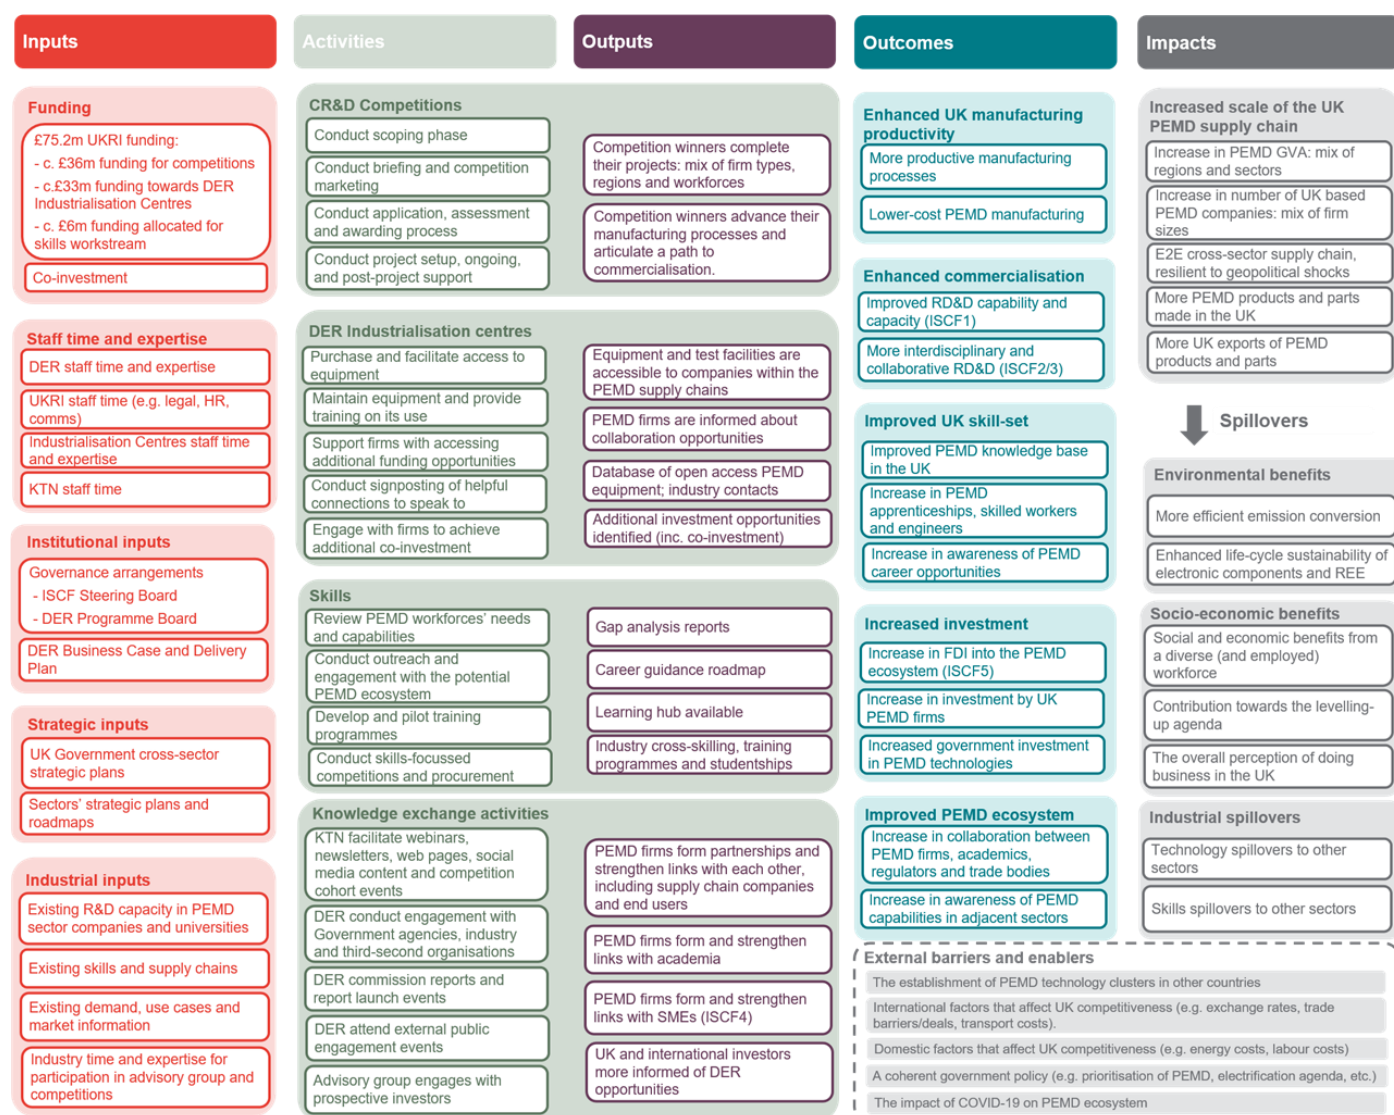 Inputs
Activities
Outputs
Outcomes
Impacts
Funding
£75.2m UKRI funding:
- c. £36m funding for competitions
- c.£33m funding towards DER
Industrialisation Centres
- c. £6m funding allocated for
skills workstream
Co-investment
Staff time and expertise
DER staff time and expertise
UKRI staff time (e.g. legal, HR,
comms)
Industrialisation Centres staff time
and expertise
KTN staff time
Institutional inputs
Governance arrangements
- ISCF Steering Board
- DER Programme Board
DER Business Case and Delivery
Plan
Strategic inputs
UK Government cross-sector
strategic plans
Sectors' strategic plans and
roadmaps
Industrial inputs
Existing R&D capacity in PEMD
sector companies and universities
Existing skills and supply chains
Existing demand, use cases and
market information
Industry time and expertise for
participation in advisory group and
competitions
CR&D Competitions
Conduct scoping phase
Conduct briefing and competition
marketing
Conduct application, assessment
and awarding process
Conduct project setup, ongoing,
and post-project support
Competition winners complete
their projects: mix of firm types,
regions and workforces
Competition winners advance their
manufacturing processes and
articulate a path to
commercialisation.
DER Industrialisation centres
Purchase and facilitate access to
equipment
Maintain equipment and provide
training on its use
Support firms with accessing
additional funding opportunities
Conduct signposting of helpful
connections to speak to
Engage with firms to achieve
additional co-investment
Equipment and test facilities are
accessible to companies within the
PEMD supply chains
PEMD firms are informed about
collaboration opportunities
Database of open access PEMD
equipment; industry contacts
Additional investment opportunities
identified (inc. co-investment)
Skills
Review PEMD workforces' needs
and capabilities
Conduct outreach and
engagement with the potential
PEMD ecosystem
Develop and pilot training
programmes
Conduct skills-focussed
competitions and procurement
Gap analysis reports
Career guidance roadmap
Learning hub available
Industry cross-skilling, training
programmes and studentships
Knowledge exchange activities
KTN facilitate webinars,
newsletters, web pages, social
media content and competition
cohort events
DER conduct engagement with
Government agencies, industry
and third-second organisations
DER commission reports and
report launch events
DER attend external public
engagement events
Advisory group engages with
prospective investors
PEMD firms form partnerships and
strengthen links with each other,
including supply chain companies
and end users
PEMD firms form and strengthen
links with academia
PEMD firms form and strengthen
links with SMEs (ISCF4)
UK and international investors
more informed of DER
opportunities
Enhanced UK manufacturing
productivity
More productive manufacturing
processes
Lower-cost PEMD manufacturing
Enhanced commercialisation
Improved RD&D capability and
capacity (ISCF1)
More interdisciplinary and
collaborative RD&D (ISCF2/3)
Improved UK skill-set
Improved PEMD knowledge base
in the UK
Increase in PEMD
apprenticeships, skilled workers
and engineers
Increase in awareness of PEMD
career opportunities
Increased investment
Increase in FDI into the PEMD
ecosystem (ISCF5)
Increase in investment by UK
PEMD firms
Increased government investment
in PEMD technologies
Improved PEMD ecosystem
Increase in collaboration between
PEMD firms, academics,
regulators and trade bodies
Increase in awareness of PEMD
capabilities in adjacent sectors
Increased scale of the UK
PEMD supply chain
Increase in PEMD GVA: mix of
regions and sectors
Increase in number of UK based
PEMD companies: mix of firm
sizes
E2E cross-sector supply chain,
resilient to geopolitical shocks
More PEMD products and parts
made in the UK
More UK exports of PEMD
products and parts
Spillovers
Environmental benefits
More efficient emission conversion
Enhanced life-cycle sustainability of
electronic components and REE
Socio-economic benefits
Social and economic benefits from
a diverse (and employed)
workforce
Contribution towards the levelling-
up agenda
The overall perception of doing
business in the UK
Industrial spillovers
Technology spillovers to other
sectors
Skills spillovers to other sectors
External barriers and enablers
The establishment of PEMD technology clusters in other countries
International factors that affect UK competitiveness (e.g. exchange rates, trade
barriers/deals, transport costs).
Domestic factors that affect UK competitiveness (e.g. energy costs, labour costs)
A coherent government policy (e.g. prioritisation of PEMD, electrification agenda, etc.)
The impact of COVID-19 on PEMD ecosystem